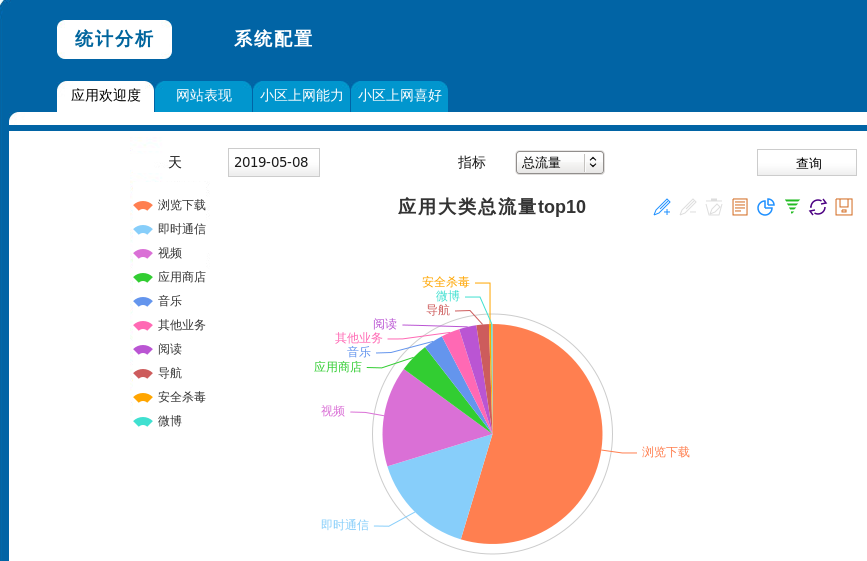 统计分析 系统配置
应用欢迎度 网站表现 小区上网能力 小区上网喜好
天 2019-05-08 指标 总流量 查询
应用大类总流量top10
浏览下载
即时通信
视频
应用商店
音乐
其他业务
阅读
导航
安全杀毒
微博
安全杀毒
微博
导航
阅读
其他业务
音乐
应用商店
视频
浏览下载
即时通信